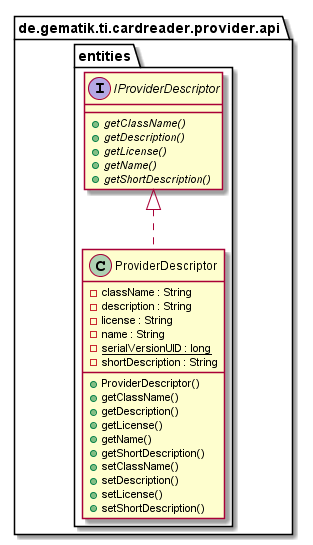 de.gematik.ti.cardreader.provider.api
entities
I IProviderDescriptor
getClassName()
getDescription()
getLicense()
getName()
getShortDescription()
C ProviderDescriptor
className : String
description : String
license : String
name : String
serialVersionUID : long
shortDescription : String
ProviderDescriptor()
getClassName()
getDescription()
getLicense()
getName()
getShortDescription()
setClassName()
setDescription()
setLicense()
setShortDescription()